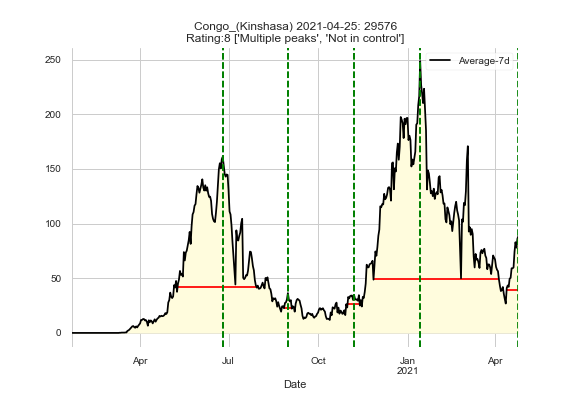 Congo_(Kinshasa) 2021-04-25: 29576
Rating:8 ['Multiple peaks', 'Not in control']
Average-7d
250
200
150
100
50
0
Apr
Jul
Oct
Jan
2021
Apr
Date